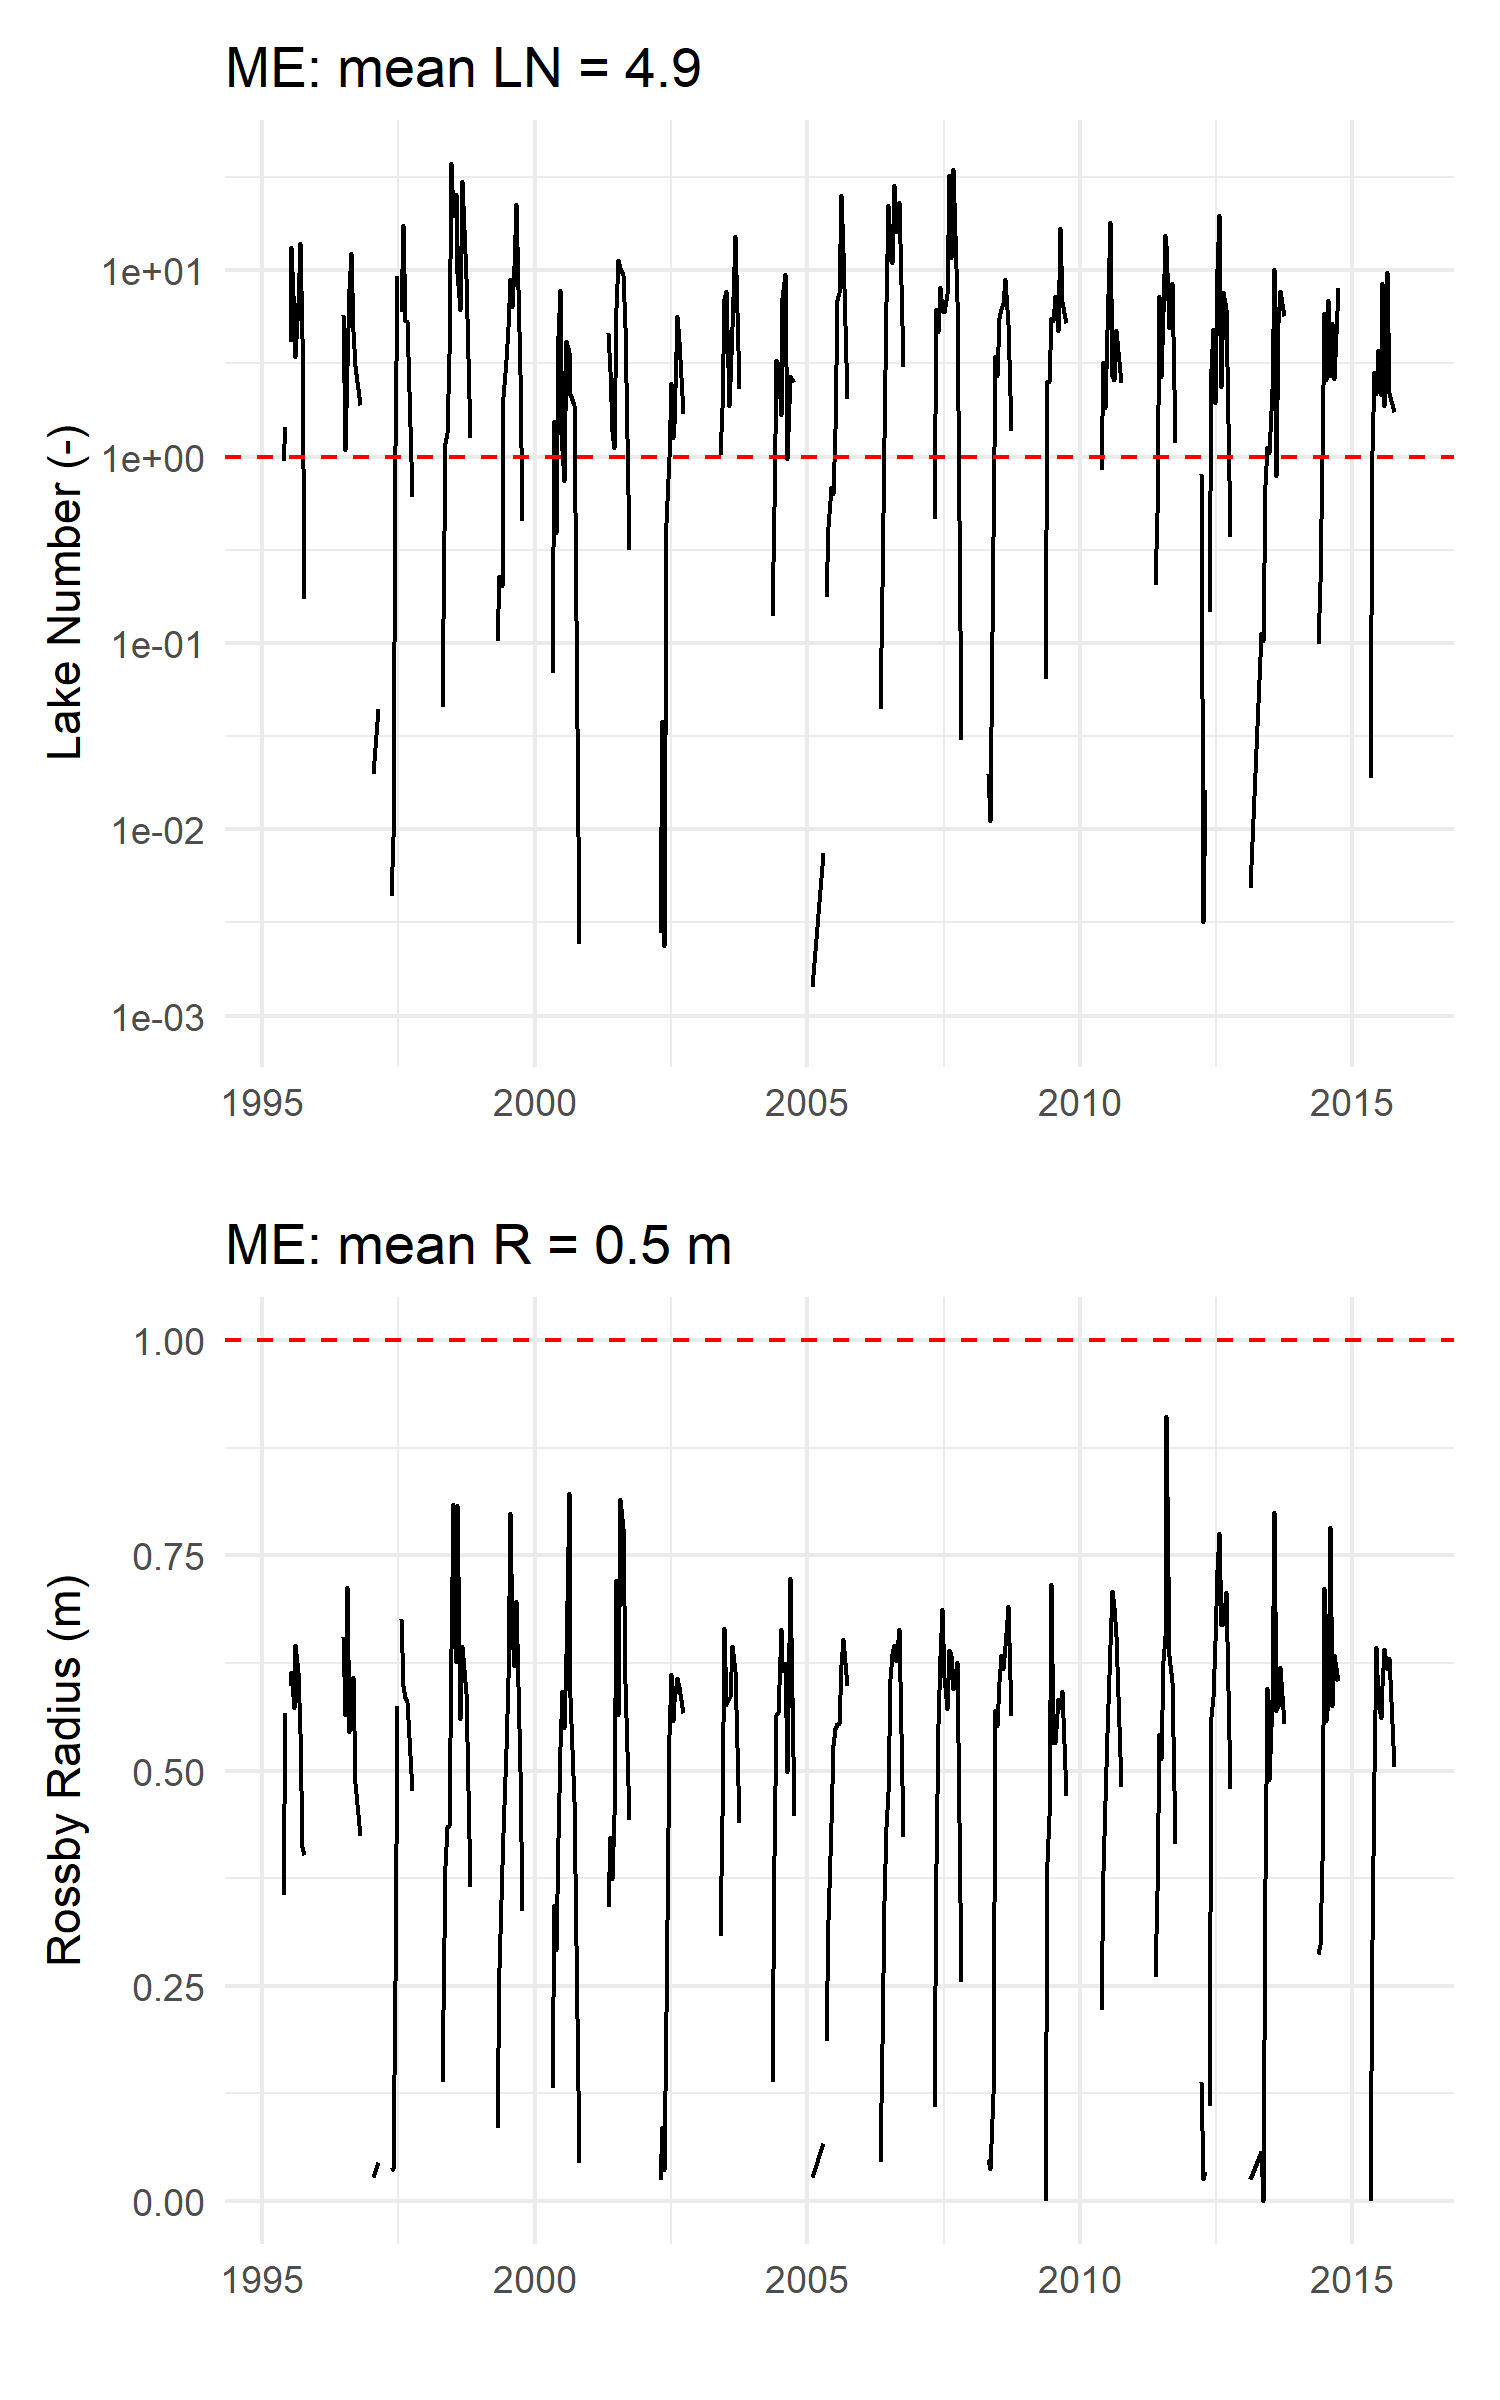 ME: mean LN = 4.9
Lake Number (-)
1e+01
1e+00
1e-01
1e-02
1e-03
1995 2000 2005 2010 2015
ME: mean R = 0.5 m
Rossby Radius (m)
1.00
0.75
0.50
0.25
0.00
1995 2000 2005 2010 2015